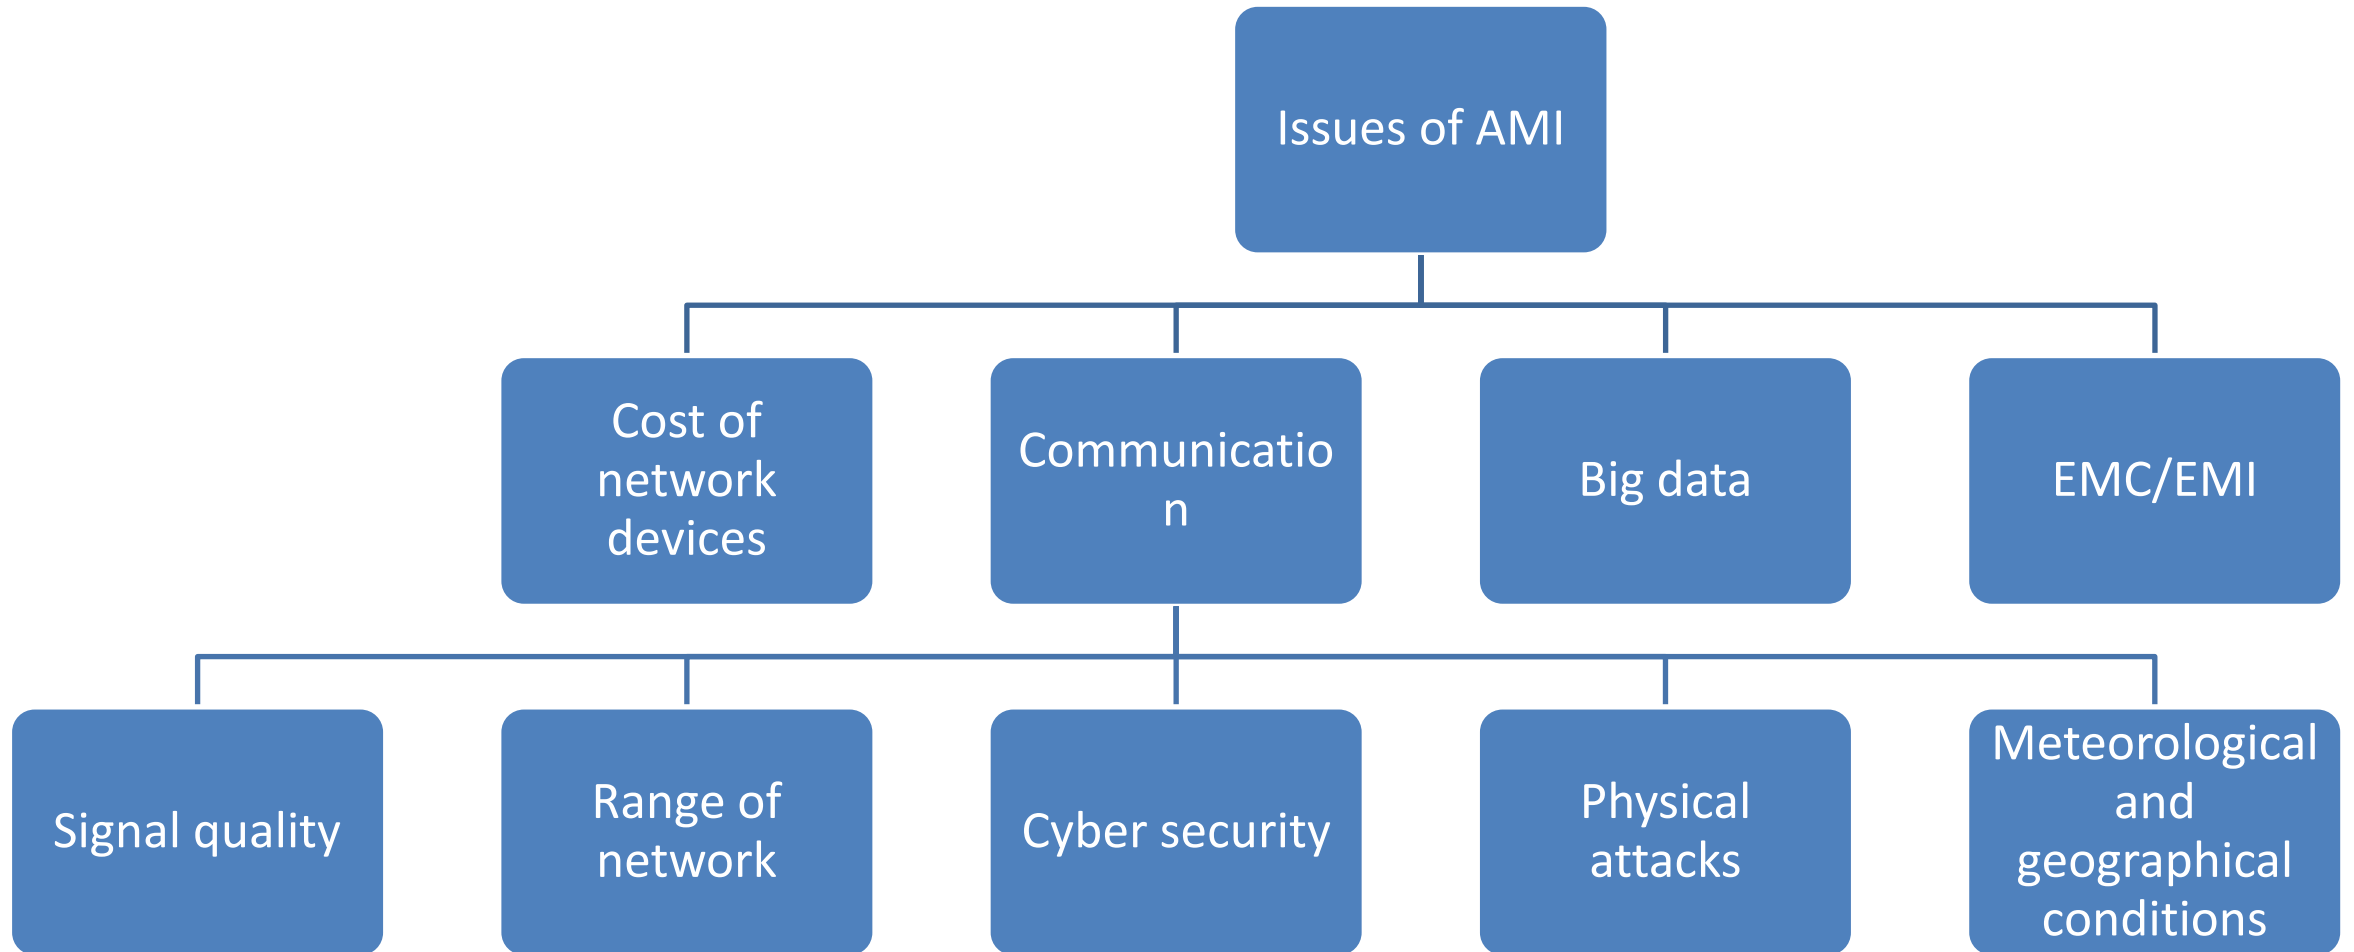 Issues of AMI
Cost of
network
devices
Communicatio
n
Big data
EMC/EMI
Signal quality
Range of
network
Cyber security
Physical
attacks
Meteorological
and
geographical
conditions